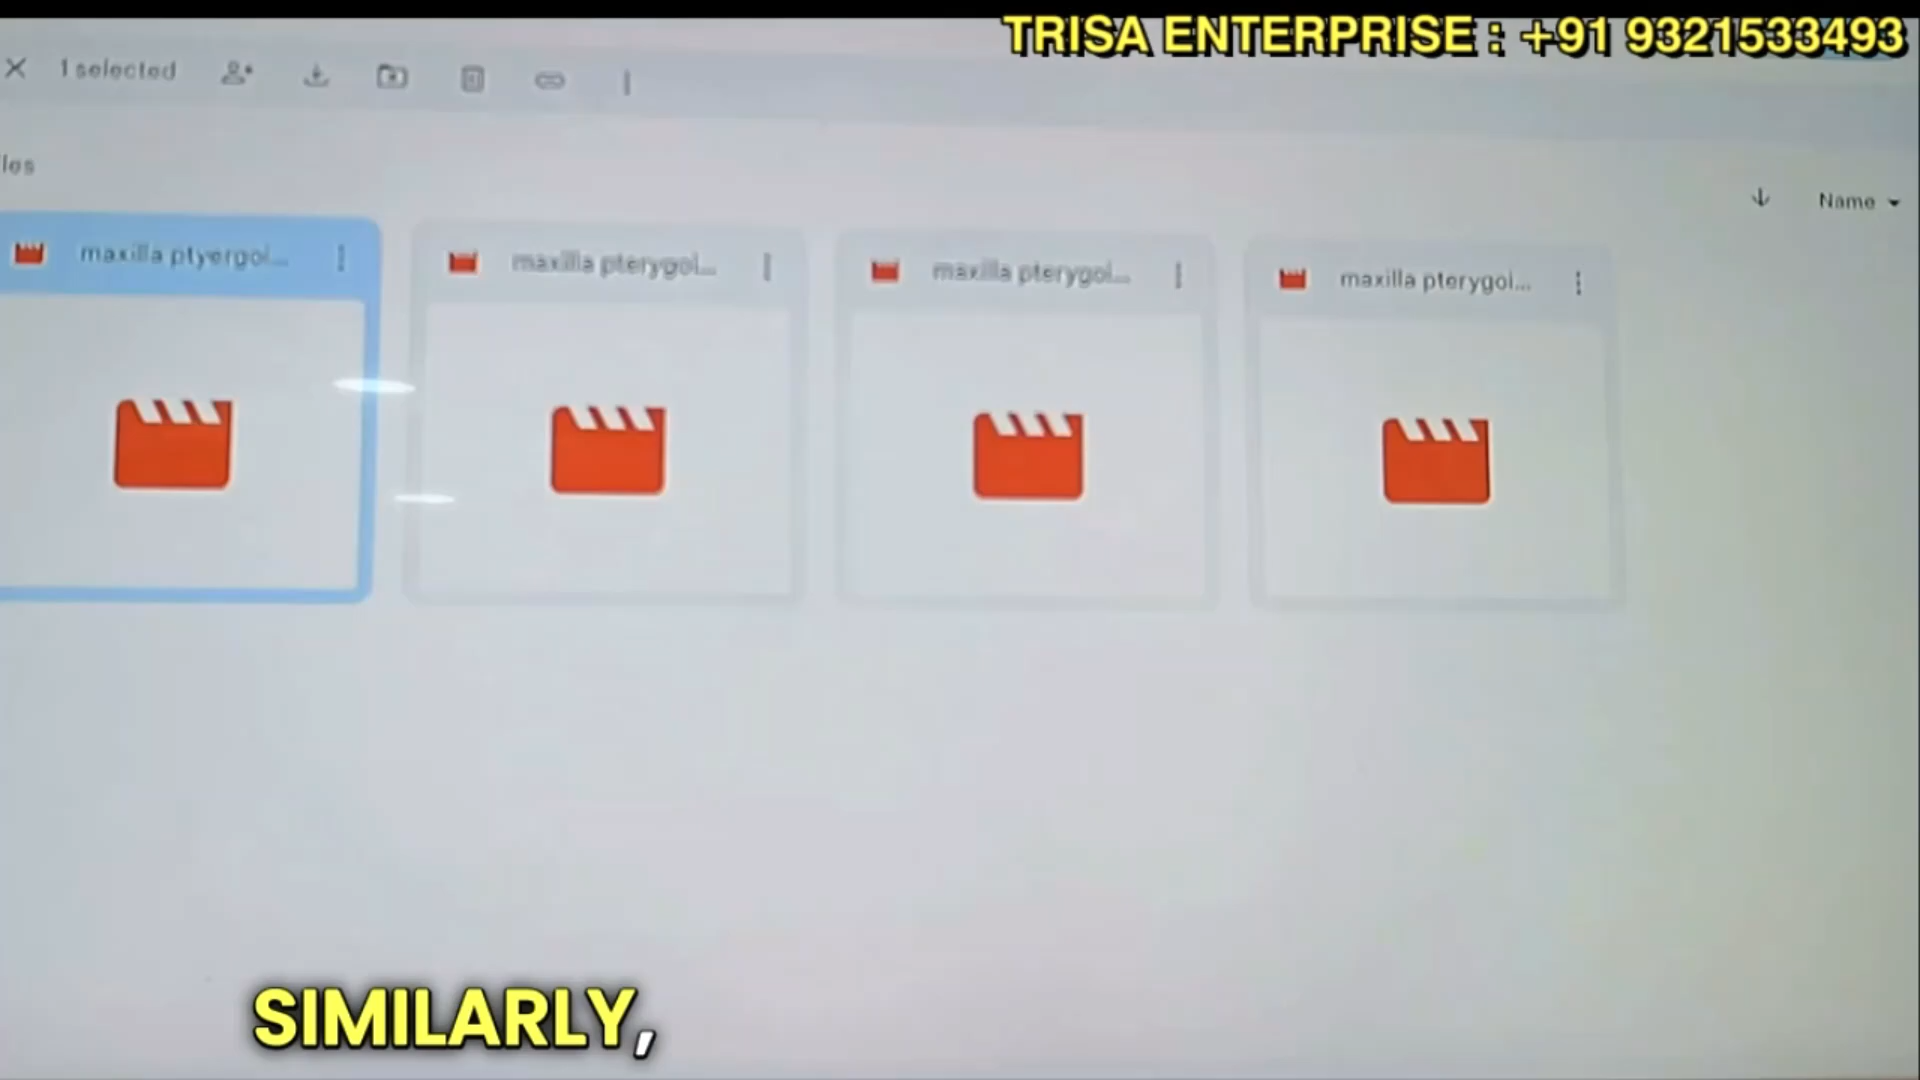 TRISA ENTERPRISE : +91 9321533493
1 selected
les
Name
maxilla ptyergoi...
maxilla pterygoi...
maxilla pterygoi...
maxilla pterygoi...
SIMILARLY,